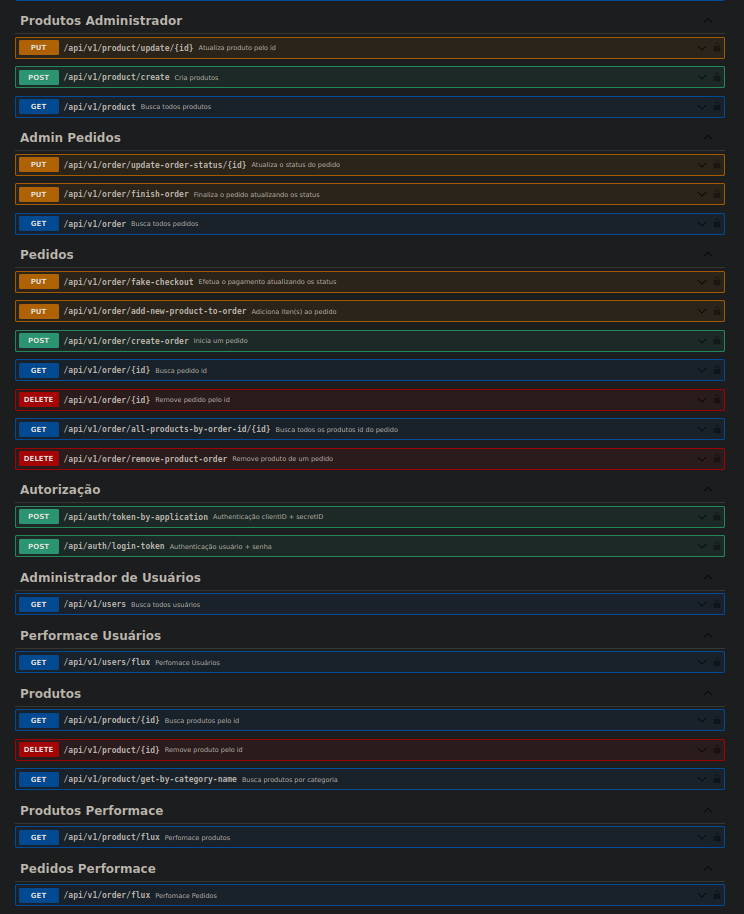 Produtos Administrador
PUT /api/v1/product/update/{id} Atualiza produto pelo id
POST /api/v1/product/create Cria produtos
GET /api/v1/product Busca todos produtos
Admin Pedidos
PUT /api/v1/order/update-order-status/{id} Atualiza o status do pedido
PUT /api/v1/order/finish-order Finaliza o pedido atualizando os status
GET /api/v1/order Busca todos pedidos
Pedidos
PUT /api/v1/order/fake-checkout Efetua o pagamento atualizando os status
PUT /api/v1/order/add-new-product-to-order Adiciona iten(s) ao pedido
POST /api/v1/order/create-order Inicia um pedido
GET /api/v1/order/{id} Busca pedido id
DELETE /api/v1/order/{id} Remove pedido pelo id
GET /api/v1/order/all-products-by-order-id/{id} Busca todos os produtos id do pedido
DELETE /api/v1/order/remove-product-order Remove produto de um pedido
Autorização
POST /api/auth/token-by-application Authenticação clientID + secretID
POST /api/auth/login-token Authenticação usuário + senha
Administrador de Usuários
GET /api/v1/users Busca todos usuários
Performace Usuários
GET /api/v1/users/flux Perfomace Usuários
Produtos
GET /api/v1/product/{id} Busca produtos pelo id
DELETE /api/v1/product/{id} Remove produto pelo id
GET /api/v1/product/get-by-category-name Busca produtos por categoria
Produtos Performace
GET /api/v1/product/flux Perfomace produtos
Pedidos Performace
GET /api/v1/order/flux Perfomace Pedidos